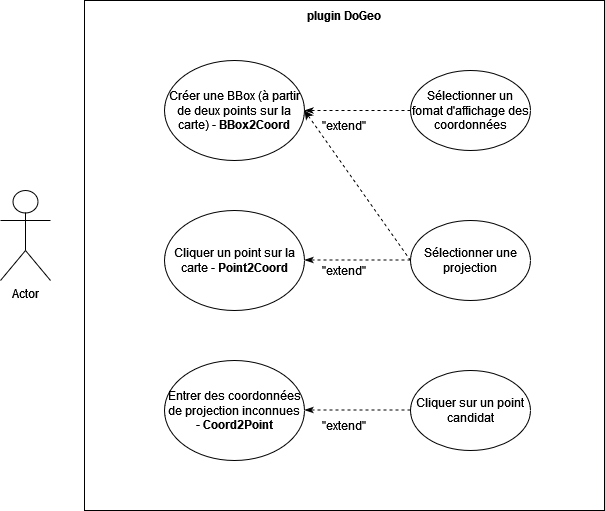 plugin DoGeo
Créer une BBox (à partir
de deux points sur la
carte) - BBox2Coord
Sélectionner un
fomat d'affichage des
coordonnées
"extend"
Cliquer un point sur la
carte - Point2Coord
Sélectionner une
projection
"extend"
Actor
Entrer des coordonnées
de projection inconnues
- Coord2Point
Cliquer sur un point
candidat
"extend"